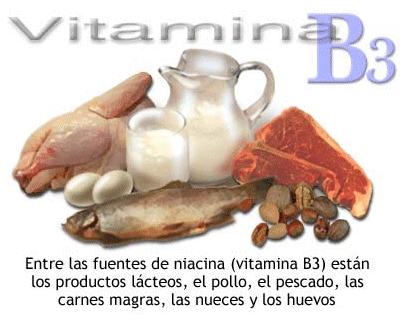 Vitamina B3
Entre las fuentes de niacina (vitamina B3) están
los productos lácteos, el pollo, el pescado, las
carnes magras, las nueces y los huevos